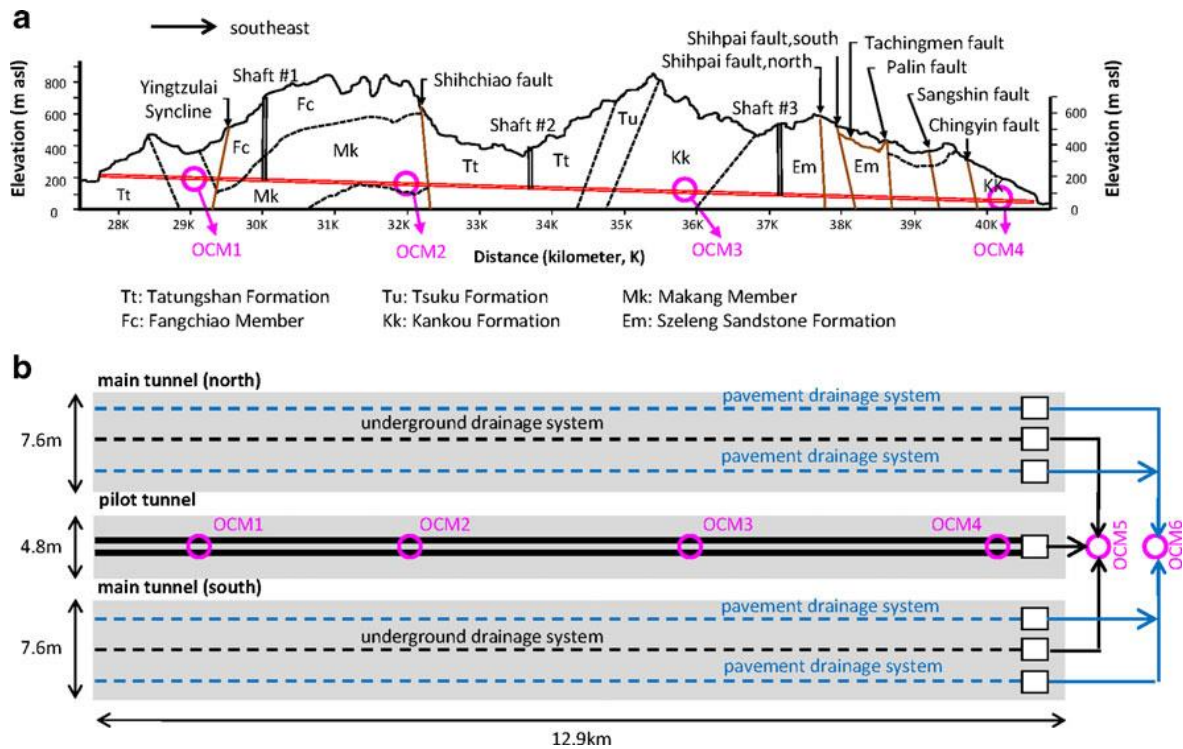 a
southeast
Shihpai fault,south
Tachingmen fault
Shihpai fault,north
Palin fault
Yingtzulai
Syncline
Shaft #1
Shihchiao fault
Sangshin fault
Shaft #2
Shaft #3
Chingyin fault
Elevation (m asl)
800
600
400
200
0
Fc
Fc
Mk
Mk
Tt
Tt
Tt
Tu
Kk
Em
Em
KK
600
400
200
0
Elevation (m asl)
28K 29K 30K 31K 32K 33K 34K 35K 36K 37K 38K 39K 40K
OCM1
OCM2
OCM3
OCM4
Distance (kilometer, K)
Tt: Tatungshan Formation Tu: Tsuku Formation Mk: Makang Member
Fc: Fangchiao Member Kk: Kankou Formation Em: Szeleng Sandstone Formation
b
main tunnel (north)
pavement drainage system
underground drainage system
7.6m
pavement drainage system
pilot tunnel
OCM1 OCM2 OCM3 OCM4
4.8m
OCM5
OCM6
main tunnel (south)
pavement drainage system
underground drainage system
7.6m
pavement drainage system
12.9km